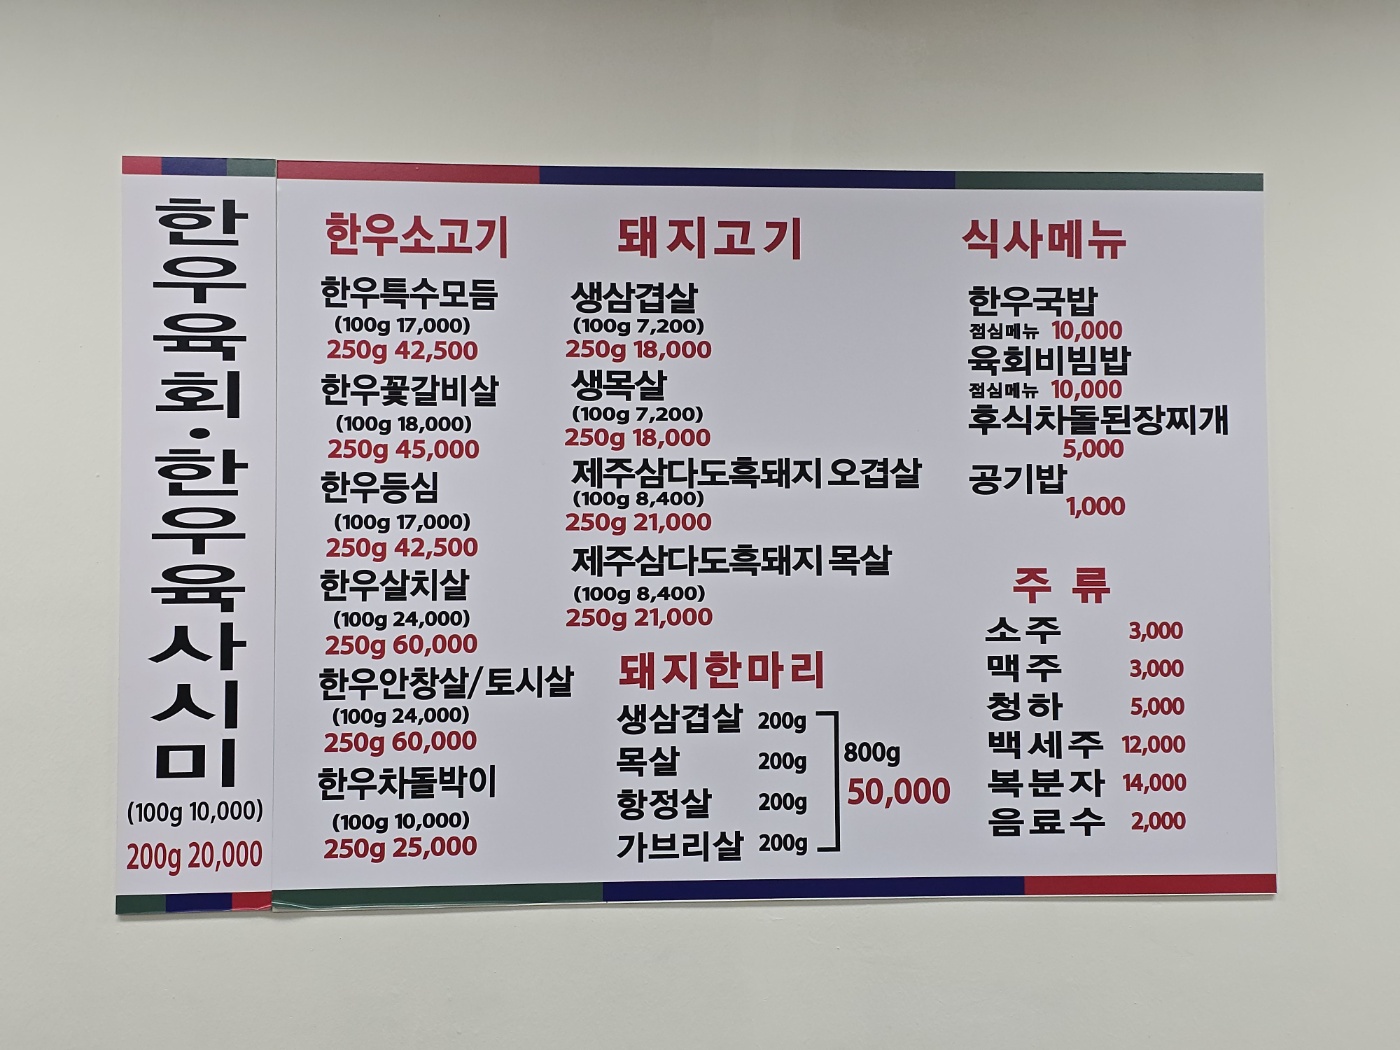 한우육회·한우육사시미
(100g 10,000)
200g 20,000
한우소고기
한우특수모듬
(100g 17,000)
250g 42,500
한우꽃갈비살
(100g 18,000)
250g 45,000
한우등심
(100g 17,000)
250g 42,500
한우살치살
(100g 24,000)
250g 60,000
한우안창살/토시살
(100g 24,000)
250g 60,000
한우차돌박이
(100g 10,000)
250g 25,000
돼지고기
생삼겹살
(100g 7,200)
250g 18,000
생목살
(100g 7,200)
250g 18,000
제주삼다도흑돼지 오겹살
(100g 8,400)
250g 21,000
제주삼다도흑돼지 목살
(100g 8,400)
250g 21,000
돼지한마리
생삼겹살 200g
목살 200g
항정살 200g
가브리살 200g
800g
50,000
식사메뉴
한우국밥
점심메뉴 10,000
육회비빔밥
점심메뉴 10,000
후식차돌된장찌개
5,000
공기밥
1,000
주류
소주 3,000
맥주 3,000
청하 5,000
백세주 12,000
복분자 14,000
음료수 2,000